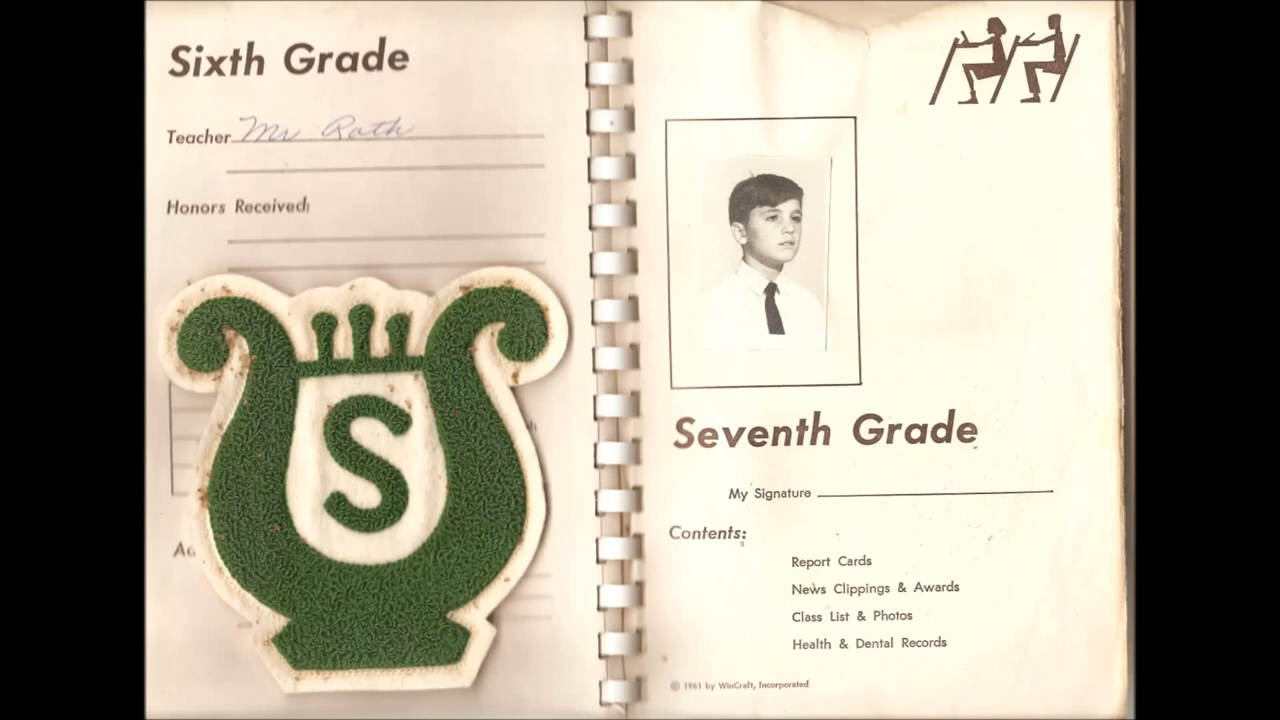 Sixth Grade
Teacher Mr Rath
Honors Received:
S
Ac
Seventh Grade
My Signature
Contents:
Report Cards
News Clippings & Awards
Class List & Photos
Health & Dental Records
© 1961 by WinCraft, Incorporated